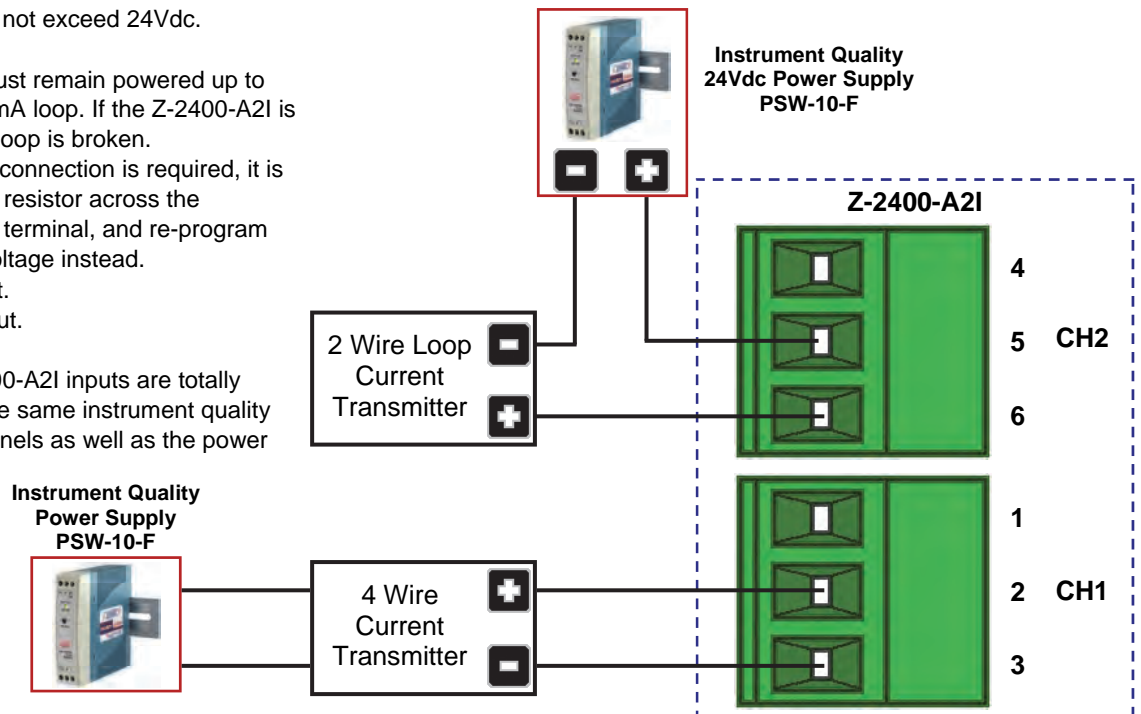 not exceed 24Vdc.
ust remain powered up to
mA loop. If the Z-2400-A2I is
oop is broken.
connection is required, it is
resistor across the
terminal, and re-program
oltage instead.
t.
ut.
00-A2I inputs are totally
e same instrument quality
nnels as well as the power
Instrument Quality
24Vdc Power Supply
PSW-10-F
Z-2400-A2I
4
5 CH2
6
2 Wire Loop
Current
Transmitter
Instrument Quality
Power Supply
PSW-10-F
4 Wire
Current
Transmitter
1
2 CH1
3